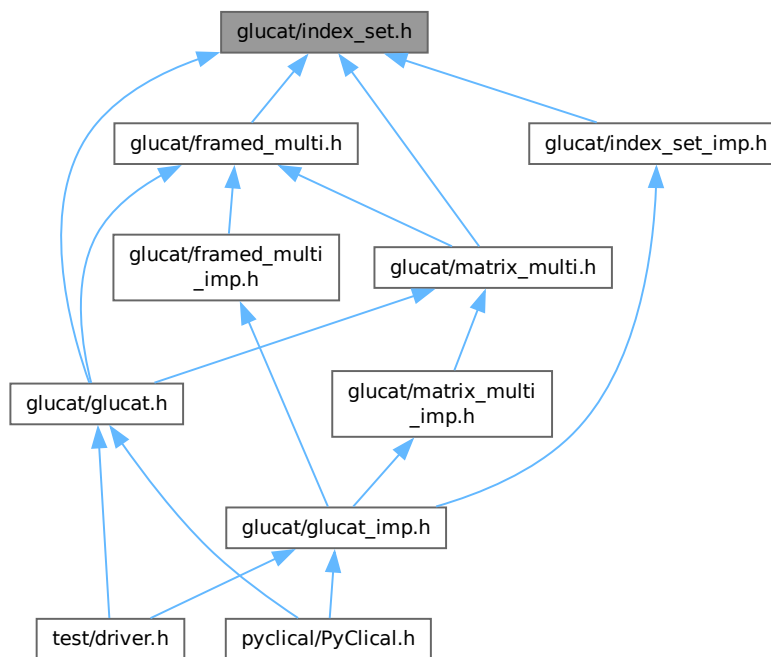 glucat/index_set.h
glucat/framed_multi.h
glucat/index_set_imp.h
glucat/framed_multi
_imp.h
glucat/matrix_multi.h
glucat/glucat.h
glucat/matrix_multi
_imp.h
glucat/glucat_imp.h
test/driver.h
pyclical/PyClical.h